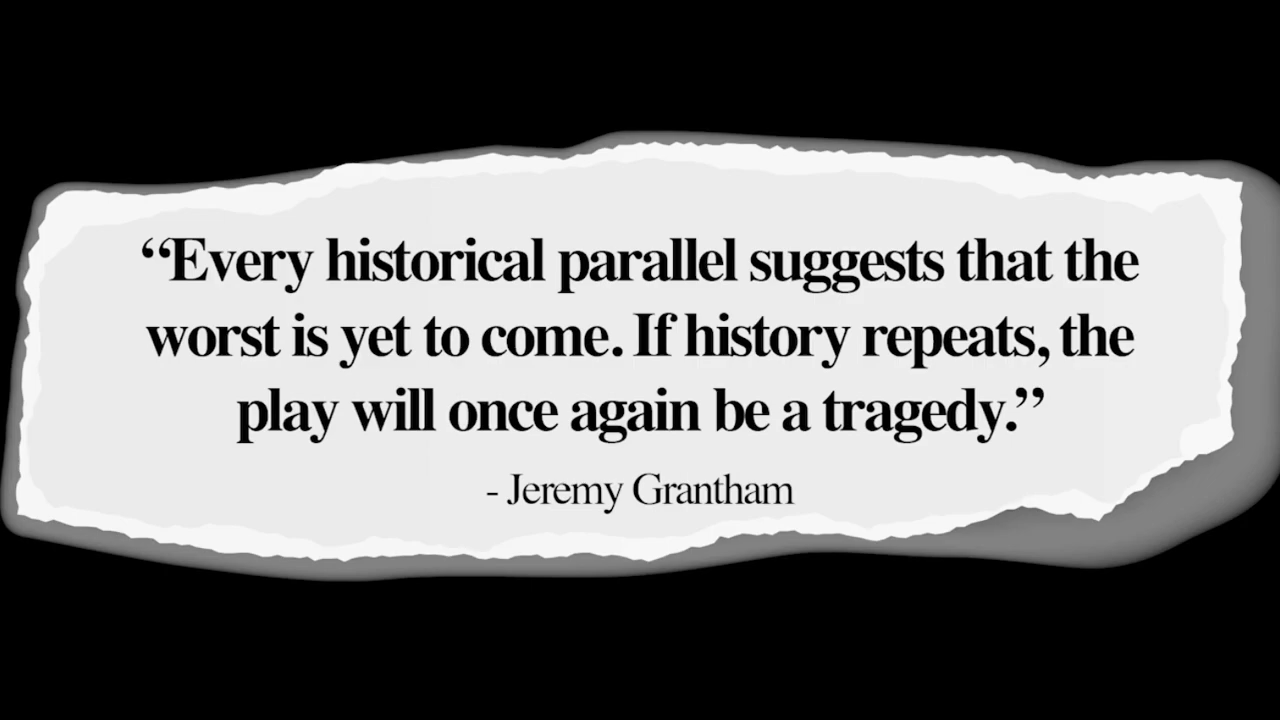 “Every historical parallel suggests that the
worst is yet to come. If history repeats, the
play will once again be a tragedy.”
- Jeremy Grantham